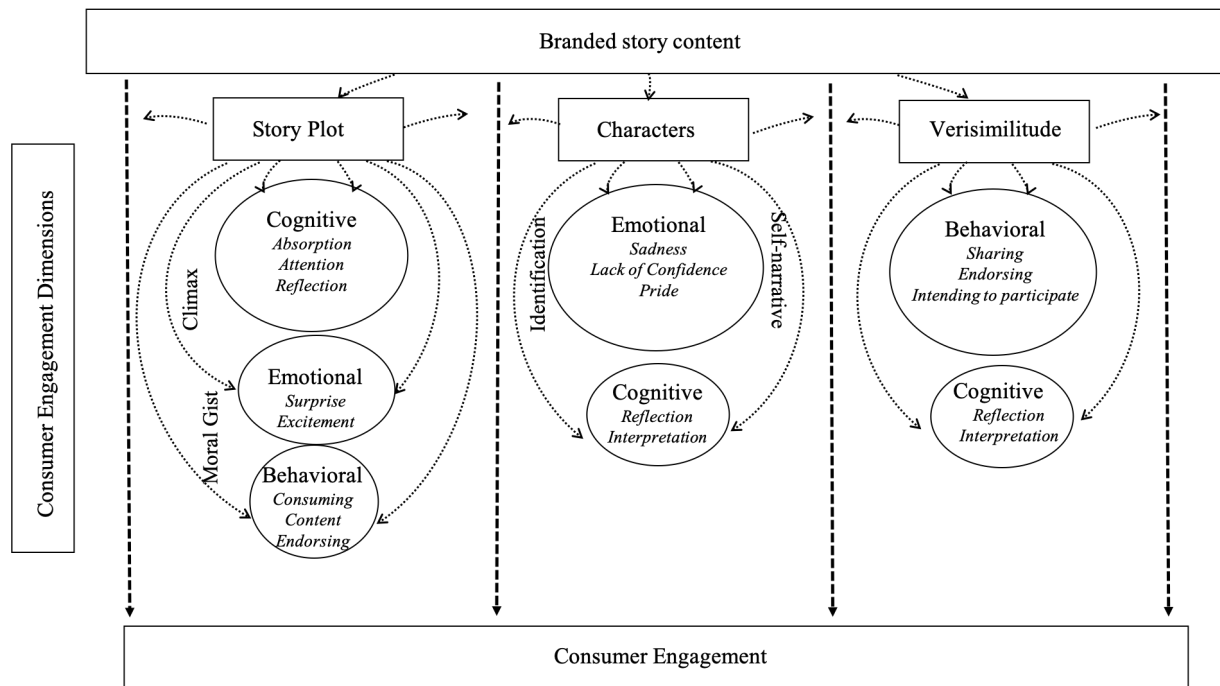 Branded story content
Story Plot
Characters
Verisimilitude
Consumer Engagement Dimensions
Cognitive
Absorption
Attention
Reflection
Climax
Emotional
Surprise
Excitement
Moral Gist
Behavioral
Consuming
Content
Endorsing
Identification
Emotional
Sadness
Lack of Confidence
Pride
Self-narrative
Cognitive
Reflection
Interpretation
Behavioral
Sharing
Endorsing
Intending to participate
Cognitive
Reflection
Interpretation
Consumer Engagement